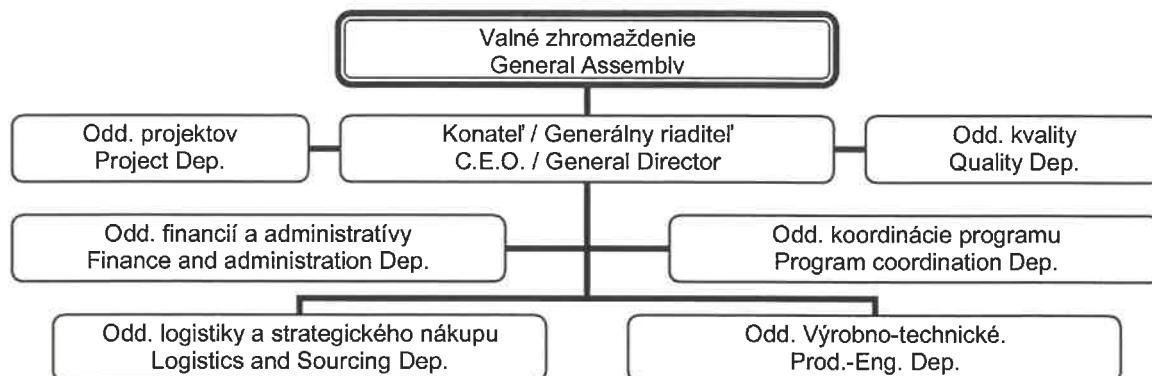 Valné zhromaždenie
General Assembly
Odd. projektov
Project Dep.
Konateľ / Generálny riaditeľ
C.E.O. / General Director
Odd. kvality
Quality Dep.
Odd. financií a administratívy
Finance and administration Dep.
Odd. koordinácie programu
Program coordination Dep.
Odd. logistiky a strategického nákupu
Logistics and Sourcing Dep.
Odd. Výrobno-technické.
Prod.-Eng. Dep.